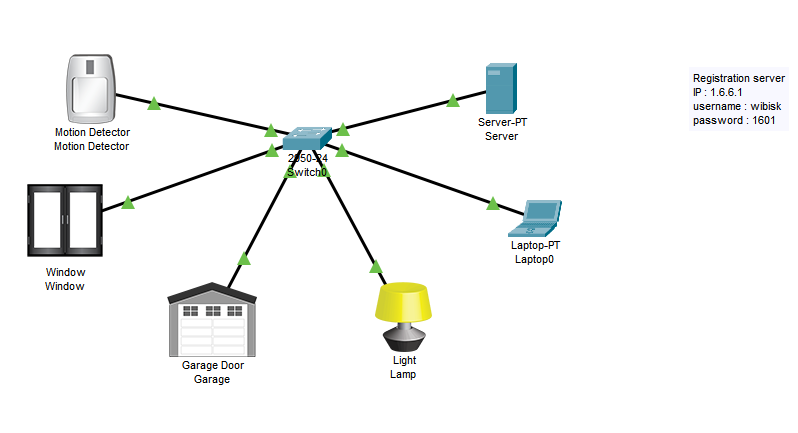 Motion Detector
Motion Detector
Server-PT
Server
Registration server
IP : 1.6.6.1
username : wibisk
password : 1601
2950-24
Switch0
Window
Window
Laptop-PT
Laptop0
Garage Door
Garage
Light
Lamp